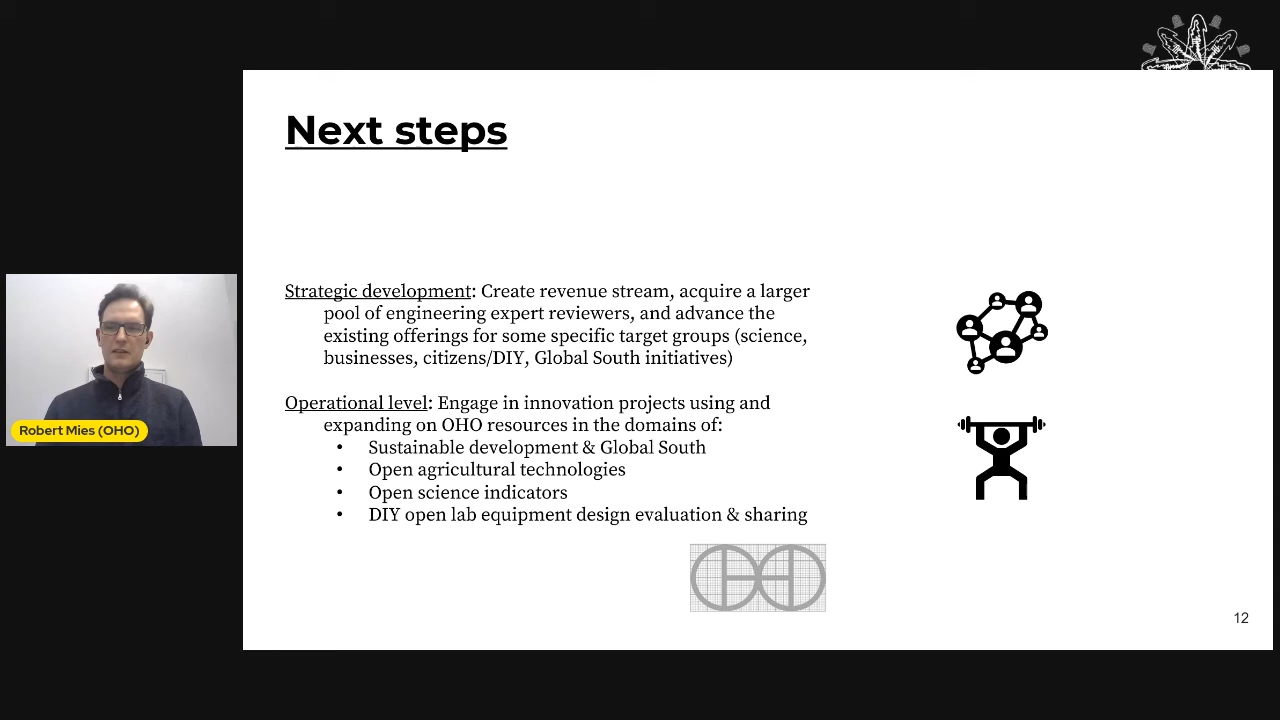 Next steps
Strategic development: Create revenue stream, acquire a larger
pool of engineering expert reviewers, and advance the
existing offerings for some specific target groups (science,
businesses, citizens/DIY, Global South initiatives)
Operational level: Engage in innovation projects using and
expanding on OHO resources in the domains of:
• Sustainable development & Global South
• Open agricultural technologies
• Open science indicators
• DIY open lab equipment design evaluation & sharing
Robert Mies (OHO)
OHO
12